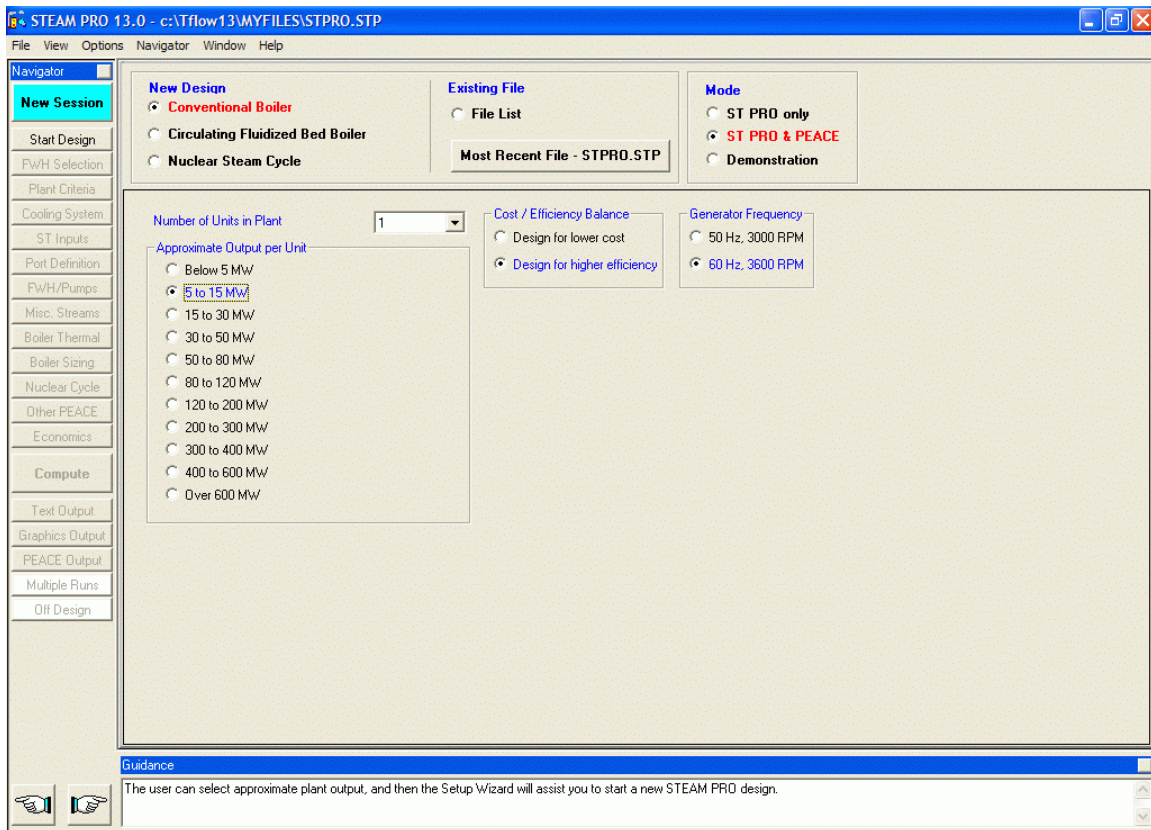 STEAM PRO 13.0 - c:\Tflow13\MYFILES\STPRO.STP
File View Options Navigator Window Help
Navigator
New Session
Start Design
FWH Selection
Plant Criteria
Cooling System
ST Inputs
Port Definition
FWH/Pumps
Misc. Streams
Boiler Thermal
Boiler Sizing
Nuclear Cycle
Other PEACE
Economics
Compute
Text Output
Graphics Output
PEACE Output
Multiple Runs
Off Design
New Design
Conventional Boiler
Circulating Fluidized Bed Boiler
Nuclear Steam Cycle
Existing File
File List
Most Recent File - STPRO.STP
Mode
ST PRO only
ST PRO & PEACE
Demonstration
Number of Units in Plant
1
Approximate Output per Unit
Below 5 MW
5 to 15 MW
15 to 30 MW
30 to 50 MW
50 to 80 MW
80 to 120 MW
120 to 200 MW
200 to 300 MW
300 to 400 MW
400 to 600 MW
Over 600 MW
Cost / Efficiency Balance
Design for lower cost
Design for higher efficiency
Generator Frequency
50 Hz, 3000 RPM
60 Hz, 3600 RPM
Guidance
The user can select approximate plant output, and then the Setup Wizard will assist you to start a new STEAM PRO design.